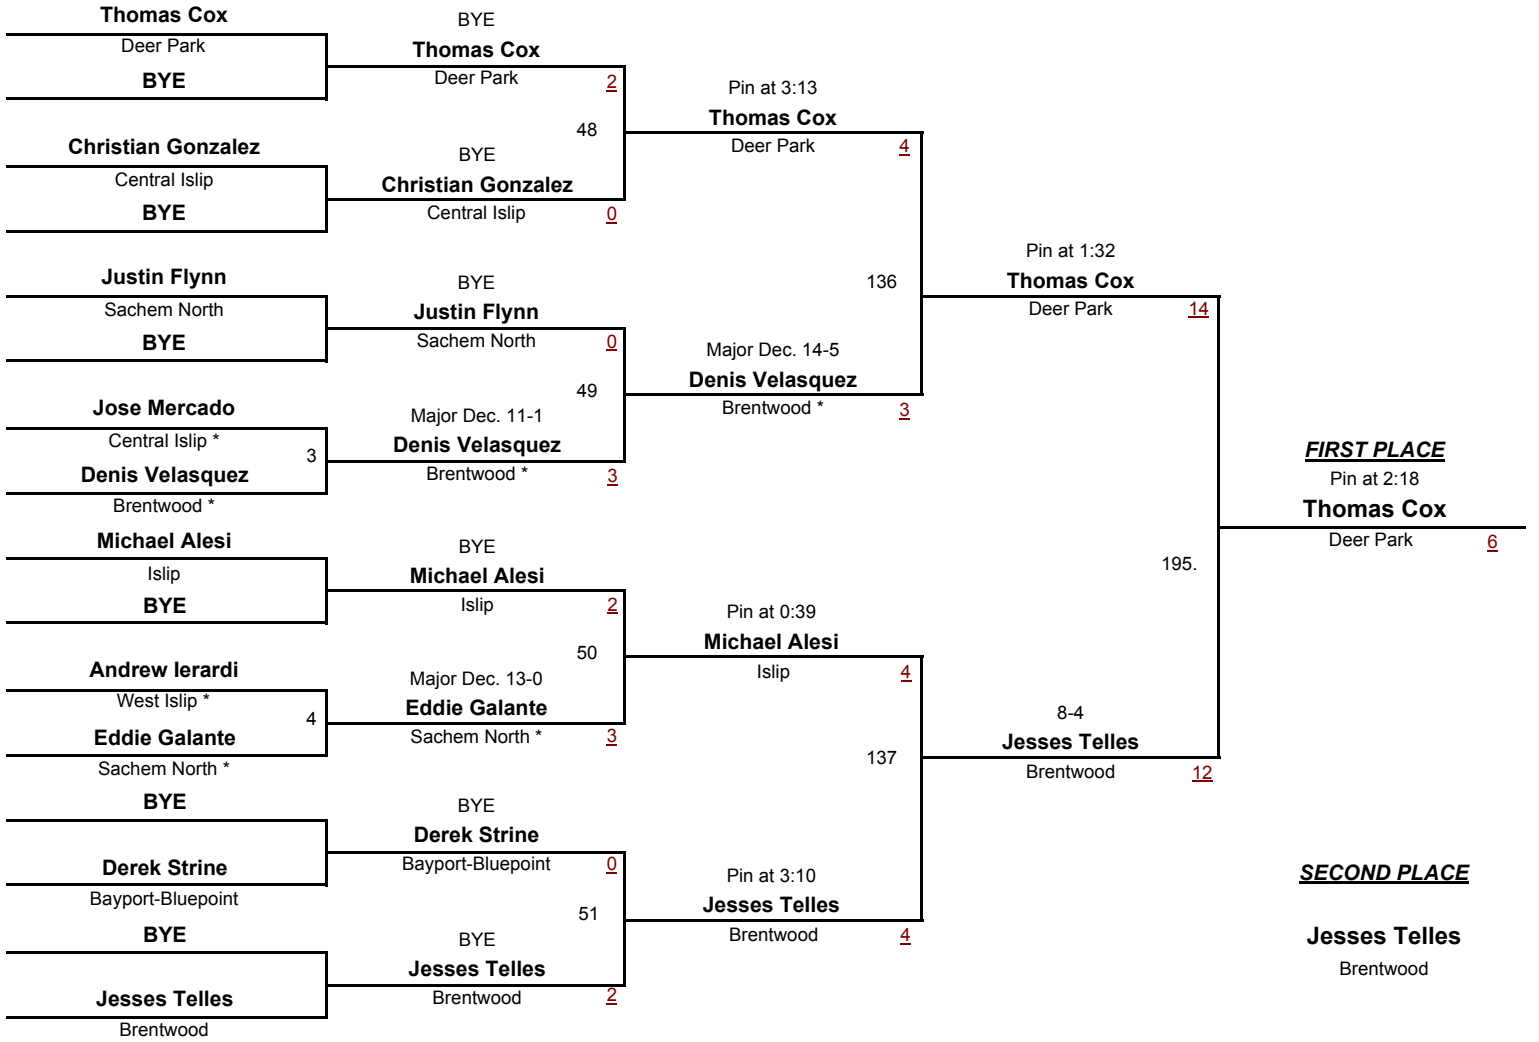 Thomas Cox
Deer Park
BYE
Christian Gonzalez
Central Islip
BYE
Justin Flynn
Sachem North
BYE
Jose Mercado
Central Islip *
3
Denis Velasquez
Brentwood *
Michael Alesi
Islip
BYE
Andrew Ierardi
West Islip *
4
Eddie Galante
Sachem North *
BYE
Derek Strine
Bayport-Bluepoint
BYE
Jesses Telles
Brentwood
BYE
Thomas Cox
Deer Park
2
48
BYE
Christian Gonzalez
Central Islip
0
BYE
Justin Flynn
Sachem North
0
49
Major Dec. 11-1
Denis Velasquez
Brentwood *
3
BYE
Michael Alesi
Islip
2
50
Major Dec. 13-0
Eddie Galante
Sachem North *
3
BYE
Derek Strine
Bayport-Bluepoint
0
51
BYE
Jesses Telles
Brentwood
2
Pin at 3:13
Thomas Cox
Deer Park
4
136
Major Dec. 14-5
Denis Velasquez
Brentwood *
3
Pin at 0:39
Michael Alesi
Islip
4
137
Pin at 3:10
Jesses Telles
Brentwood
4
Pin at 1:32
Thomas Cox
Deer Park
14
195.
8-4
Jesses Telles
Brentwood
12
FIRST PLACE
Pin at 2:18
Thomas Cox
Deer Park
6
SECOND PLACE
Jesses Telles
Brentwood